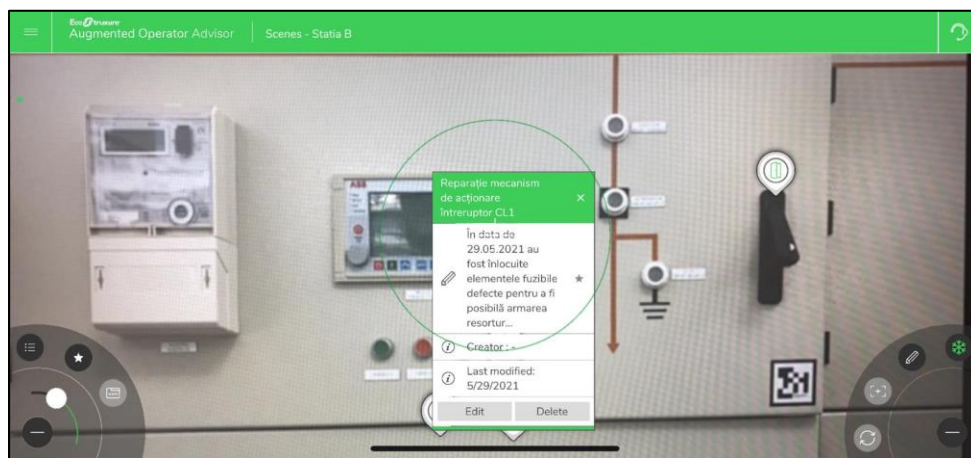 EcoStruxure
Augmented Operator Advisor
Scenes - Statia B
ABB
Reparație mecanism
de acționare
întreruptor CL1
În data de
29.05.2021 au
fost înlocuite
elementele fuzibile
defecte pentru a fi
posibilă armarea
resortur...
Creator : -
Last modified:
5/29/2021
Edit
Delete